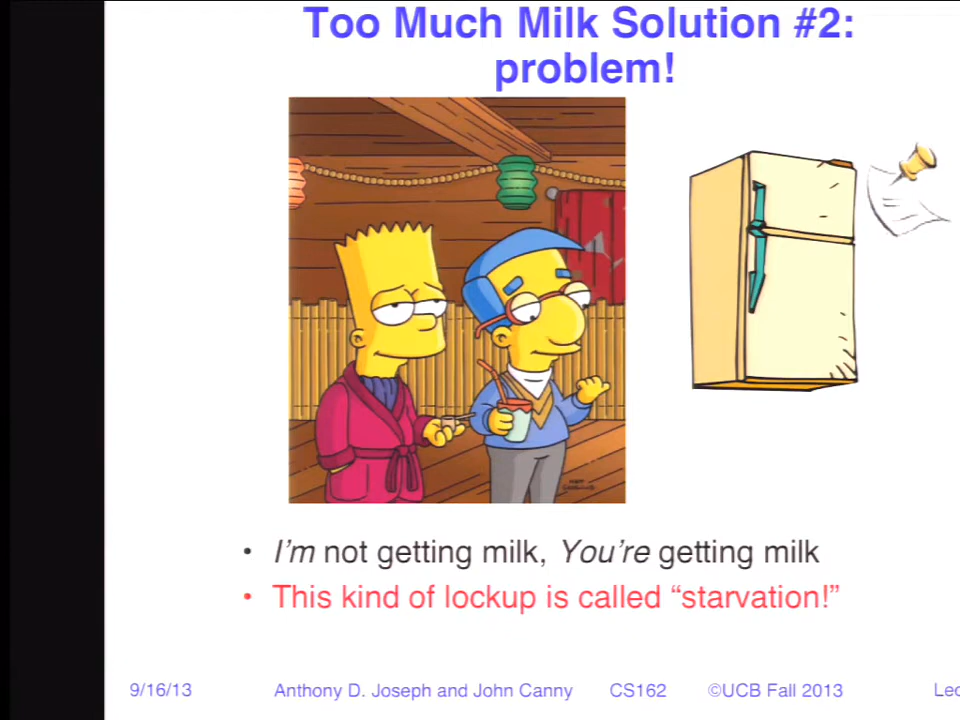 Too Much Milk Solution #2:
problem!
• I'm not getting milk, You're getting milk
• This kind of lockup is called “starvation!”
9/16/13 Anthony D. Joseph and John Canny CS162 ©UCB Fall 2013 Lec